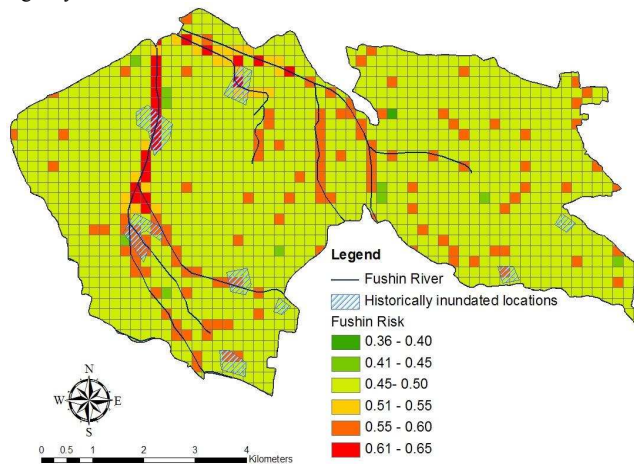 Legend
Fushin River
Historically inundated locations
Fushin Risk
0.36 - 0.40
0.41 - 0.45
0.45- 0.50
0.51 - 0.55
0.55 - 0.60
0.61 - 0.65
N
W E
S
0 0.5 1 2 3 4
Kilometers